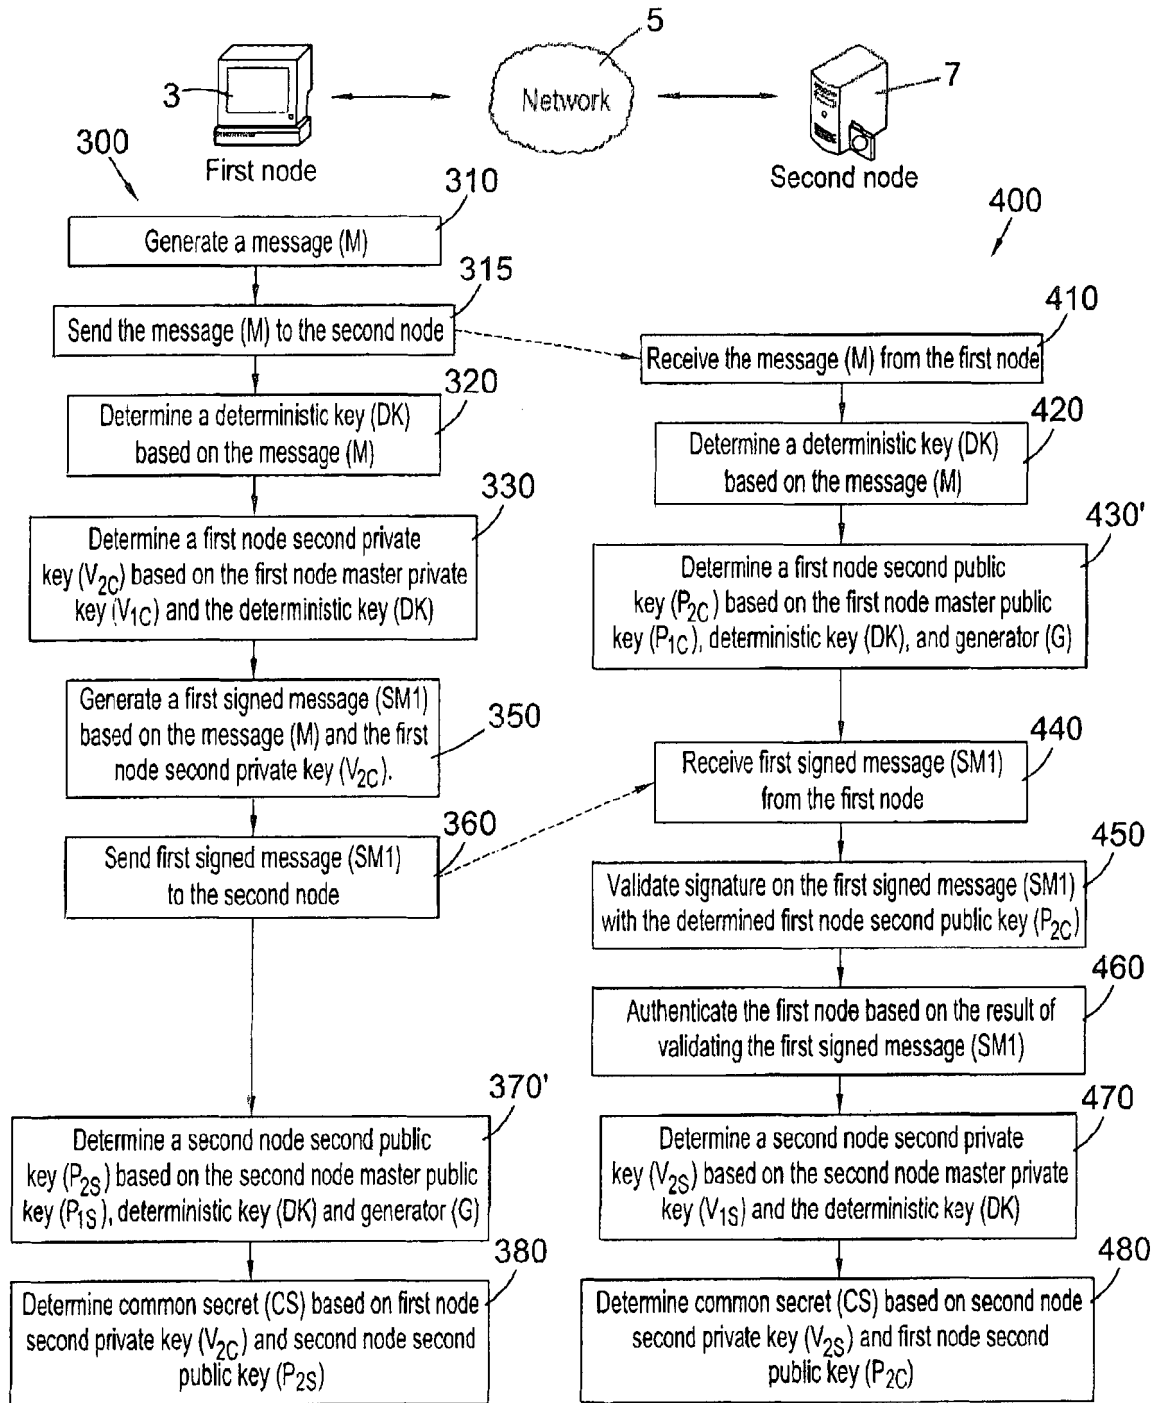 5
3
Network
7
First node
Second node
300
400
310
Generate a message (M)
315
Send the message (M) to the second node
410
Receive the message (M) from the first node
320
Determine a deterministic key (DK)
based on the message (M)
420
Determine a deterministic key (DK)
based on the message (M)
330
Determine a first node second private
key (V2C) based on the first node master private
key (V1C) and the deterministic key (DK)
430'
Determine a first node second public
key (P2C) based on the first node master public
key (P1C), deterministic key (DK), and generator (G)
350
Generate a first signed message (SM1)
based on the message (M) and the first
node second private key (V2C).
440
Receive first signed message (SM1)
from the first node
360
Send first signed message (SM1)
to the second node
450
Validate signature on the first signed message (SM1)
with the determined first node second public key (P2C)
460
Authenticate the first node based on the result of
validating the first signed message (SM1)
370'
Determine a second node second public
key (P2S) based on the second node master public
key (P1S), deterministic key (DK) and generator (G)
470
Determine a second node second private
key (V2S) based on the second node master private
key (V1S) and the deterministic key (DK)
380
Determine common secret (CS) based on first node
second private key (V2C) and second node second
public key (P2S)
480
Determine common secret (CS) based on second node
second private key (V2S) and first node second
public key (P2C)